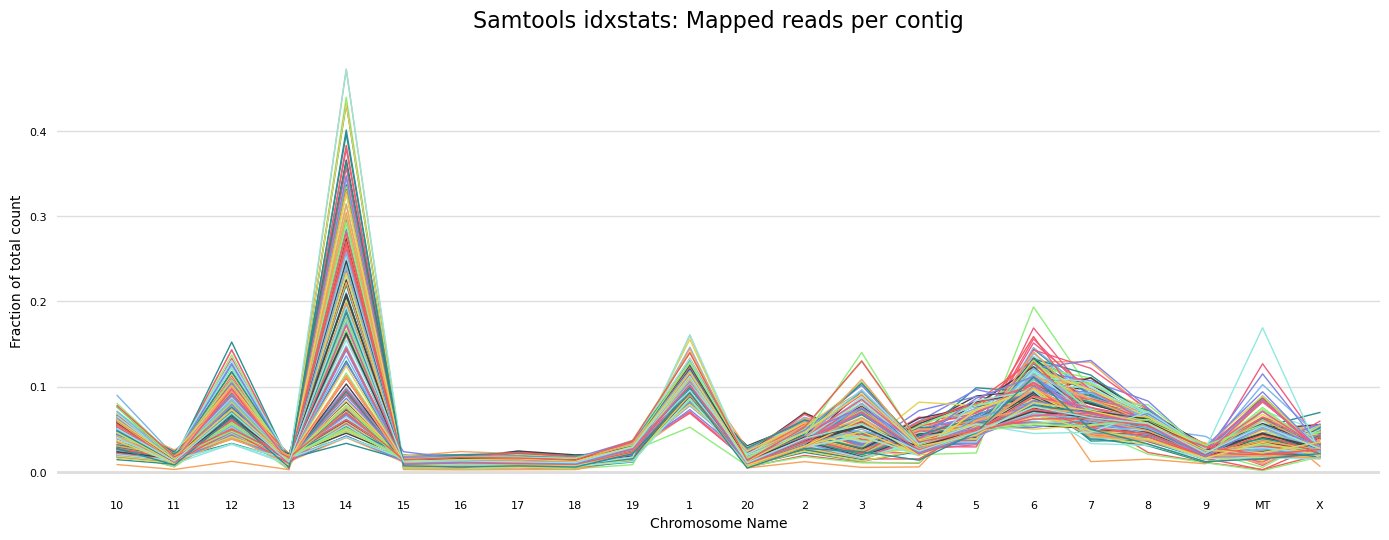 Samtools idxstats: Mapped reads per contig
Fraction of total count
0.4
0.3
0.2
0.1
0.0
10 11 12 13 14 15 16 17 18 19 1 20 2 3 4 5 6 7 8 9 MT X
Chromosome Name